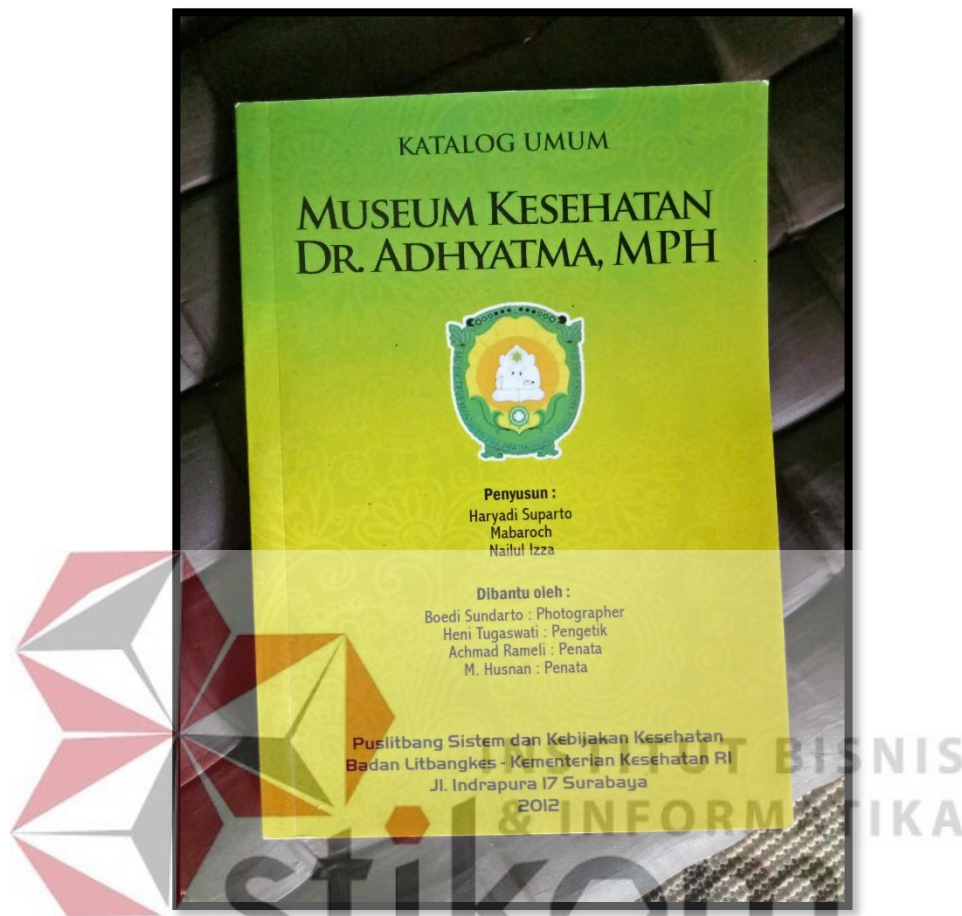 KATALOG UMUM
MUSEUM KESEHATAN
DR. ADHYATMA, MPH
Penyusun :
Haryadi Suparto
Mabaroch
Nailul Izza
Dibantu oleh :
Boedi Sundarto : Photographer
Heni Tugaswati : Pengetik
Achmad Rameli : Penata
M. Husnan : Penata
Puslitbang Sistem dan Kebijakan Kesehatan
Badan Litbangkes - Kementerian Kesehatan RI
Jl. Indrapura 17 Surabaya
2012
INSTITUT BISNIS
& INFORMATIKA
stikom